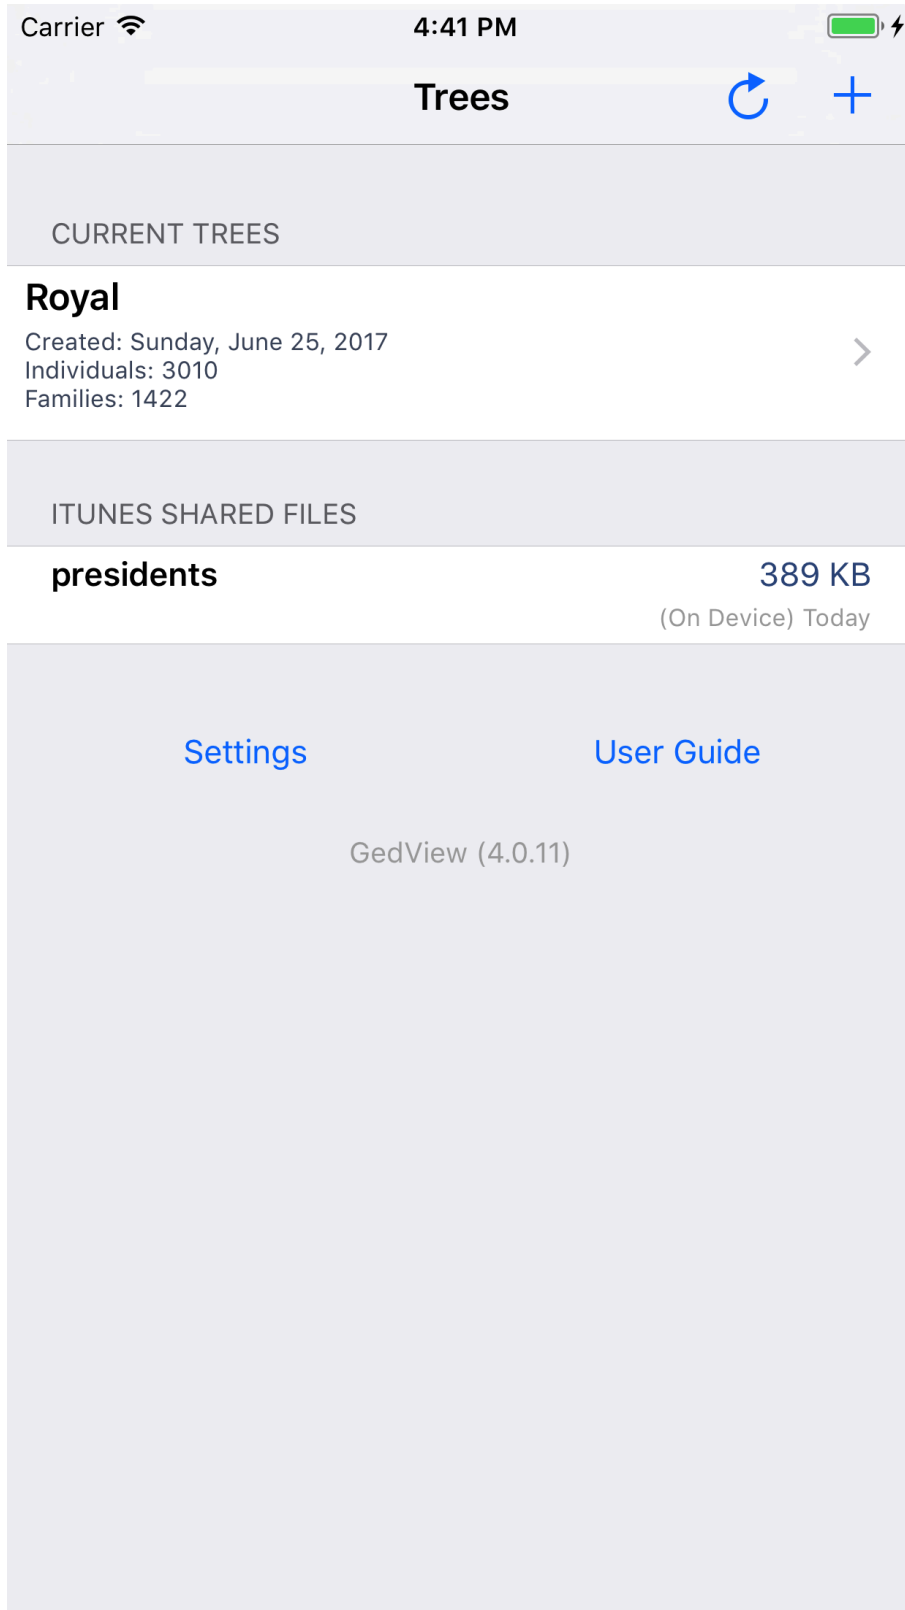 Carrier
4:41 PM
Trees
CURRENT TREES
Royal
Created: Sunday, June 25, 2017
Individuals: 3010
Families: 1422
ITUNES SHARED FILES
presidents
389 KB
(On Device) Today
Settings
User Guide
GedView (4.0.11)